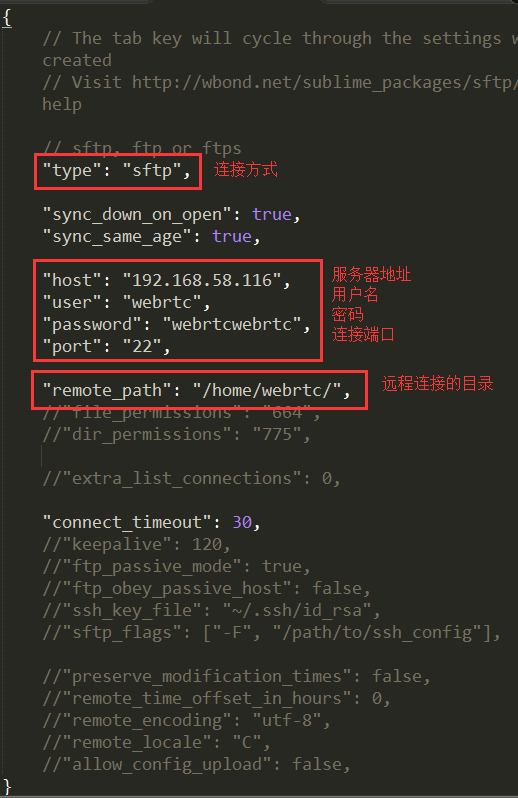 {
// The tab key will cycle through the settings w
created
// Visit http://wbond.net/sublime_packages/sftp/
help
// sftp, ftp or ftps
"type": "sftp", 连接方式
"sync_down_on_open": true,
"sync_same_age": true,
"host": "192.168.58.116", 服务器地址
"user": "webrtc", 用户名
"password": "webrtcwebrtc", 密码
"port": "22", 连接端口
"remote_path": "/home/webrtc/", 远程连接的目录
//"file_permissions": "664",
//"dir_permissions": "775",
//"extra_list_connections": 0,
"connect_timeout": 30,
//"keepalive": 120,
//"ftp_passive_mode": true,
//"ftp_obey_passive_host": false,
//"ssh_key_file": "~/.ssh/id_rsa",
//"sftp_flags": ["-F", "/path/to/ssh_config"],
//"preserve_modification_times": false,
//"remote_time_offset_in_hours": 0,
//"remote_encoding": "utf-8",
//"remote_locale": "C",
//"allow_config_upload": false,
}